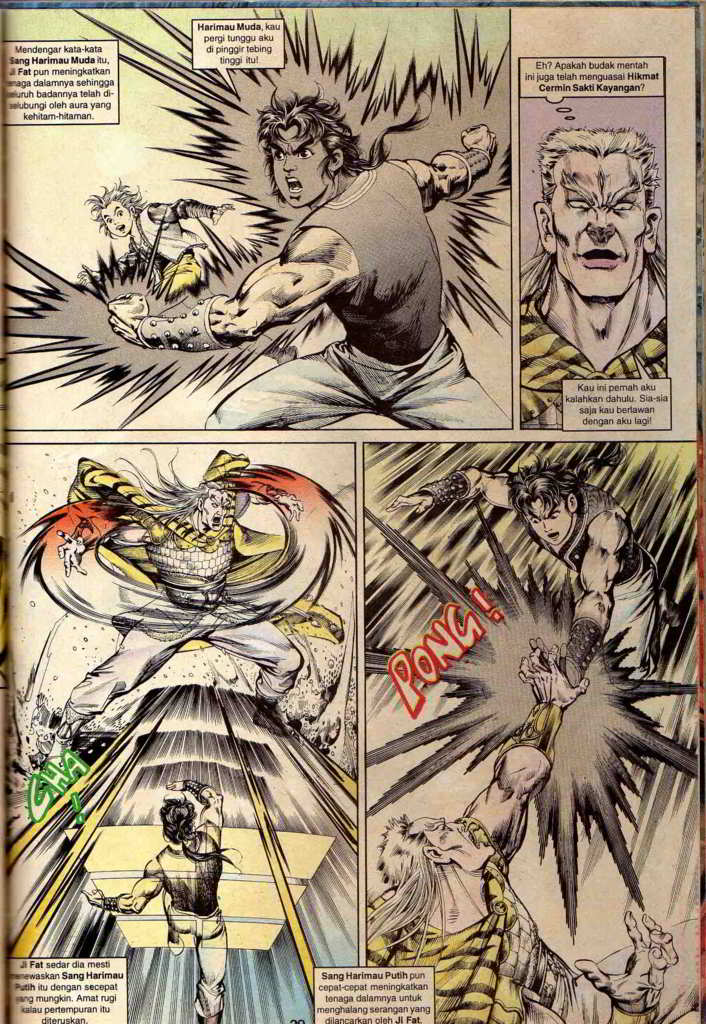 Mendengar kata-kata
Sang Harimau Muda itu,
Ji Fat pun meningkatkan
tenaga dalamnya sehingga
seluruh badannya telah di-
selubungi oleh aura yang
kehitam-hitaman.
Harimau Muda, kau
pergi tunggu aku
di pinggir tebing
tinggi itu!
Eh? Apakah budak mentah
ini juga telah menguasai Hikmat
Cermin Sakti Kayangan?
Kau ini pernah aku
kalahkan dahulu. Sia-sia
saja kau berlawan
dengan aku lagi!
GHA
!
PONG!
Ji Fat sedar dia mesti
menewaskan Sang Harimau
Putih itu dengan secepat
yang mungkin. Amat rugi
kalau pertempuran itu
diteruskan.
Sang Harimau Putih pun
cepat-cepat meningkatkan
tenaga dalamnya untuk
menghalang serangan yang
dilancarkan oleh Ji Fat.